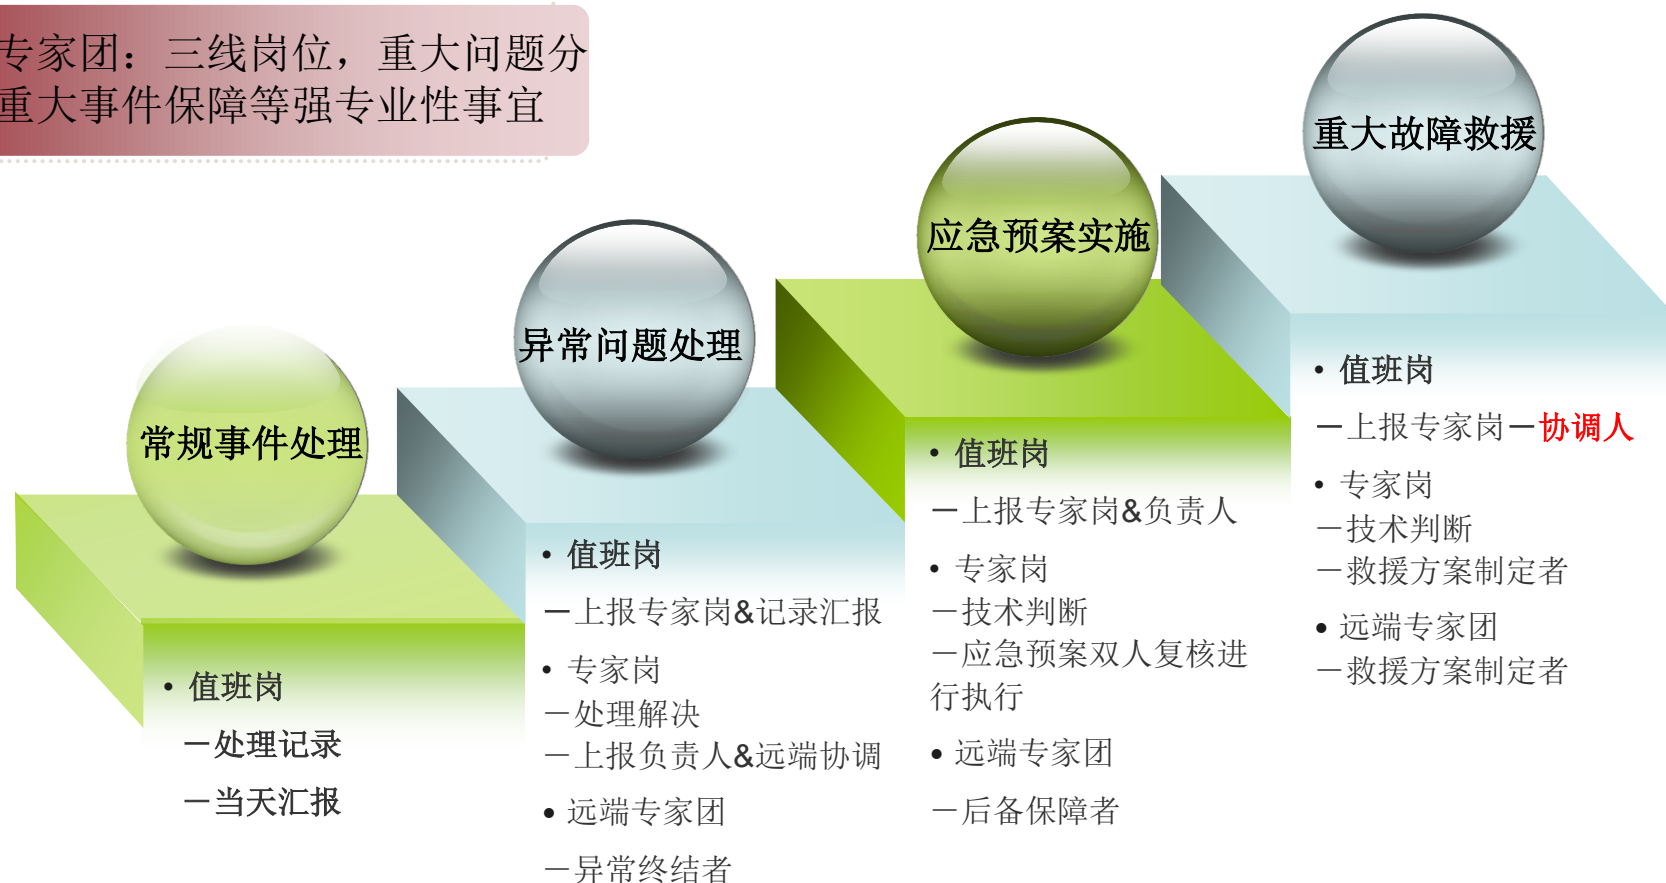 专家团：三线岗位，重大问题分
重大事件保障等强专业性事宜
常规事件处理
• 值班岗
－处理记录
－当天汇报
异常问题处理
• 值班岗
－上报专家岗&记录汇报
• 专家岗
－处理解决
－上报负责人&远端协调
• 远端专家团
－异常终结者
应急预案实施
• 值班岗
－上报专家岗&负责人
• 专家岗
－技术判断
－应急预案双人复核进
行执行
• 远端专家团
－后备保障者
重大故障救援
• 值班岗
－上报专家岗－协调人
• 专家岗
－技术判断
－救援方案制定者
• 远端专家团
－救援方案制定者